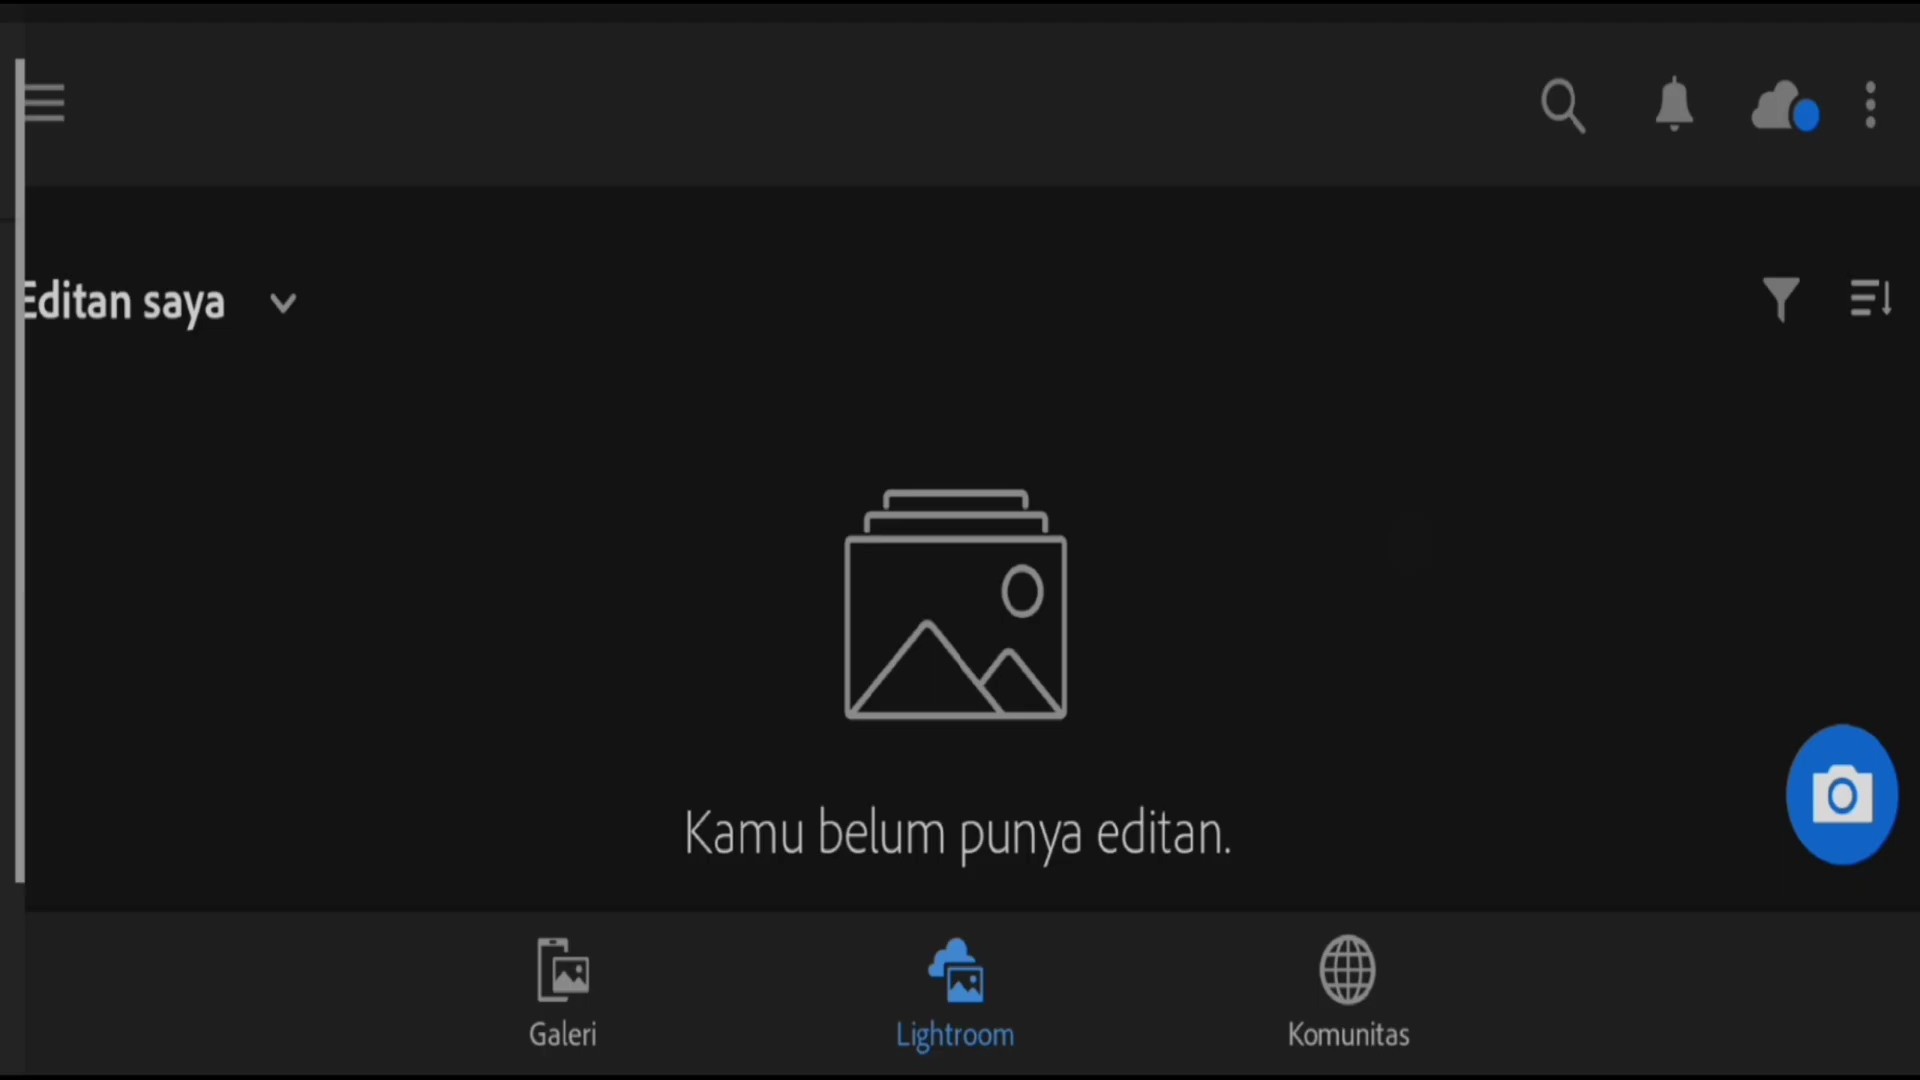 Editan saya
Kamu belum punya editan.
Galeri
Lightroom
Komunitas